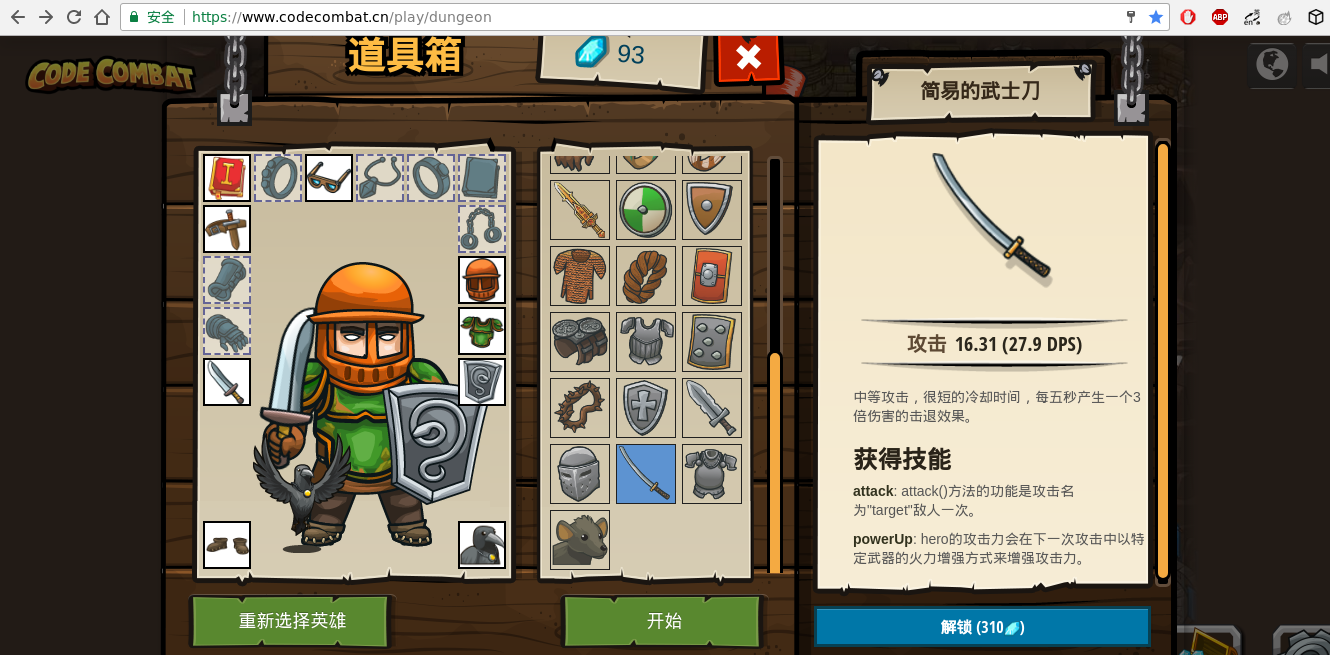 安全
https://www.codecombat.cn/play/dungeon
ABP
en
CODE COMBAT
道具箱
93
简易的武士刀
攻击 16.31 (27.9 DPS)
中等攻击，很短的冷却时间，每五秒产生一个3
倍伤害的击退效果。
获得技能
attack: attack()方法的功能是攻击名
为"target"敌人一次。
powerUp: hero的攻击力会在下一次攻击中以特
定武器的火力增强方式来增强攻击力。
重新选择英雄
开始
解锁 (310)